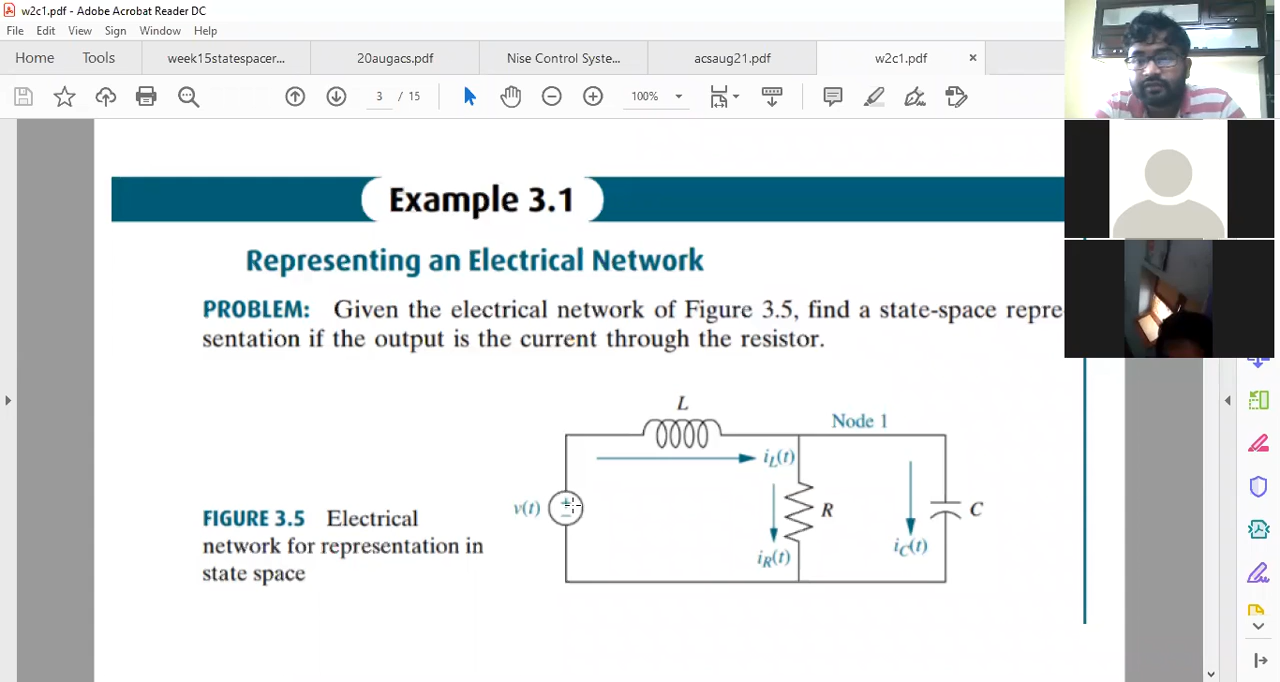 w2c1.pdf - Adobe Acrobat Reader DC
File Edit View Sign Window Help
Home Tools week15statespacer... 20augacs.pdf Nise Control Syste... acsaug21.pdf w2c1.pdf ×
3 / 15 100%
Example 3.1
Representing an Electrical Network
PROBLEM: Given the electrical network of Figure 3.5, find a state-space repre
sentation if the output is the current through the resistor.
L
Node 1
iL(t)
v(t)
+
−
R
C
iR(t)
iC(t)
FIGURE 3.5 Electrical
network for representation in
state space